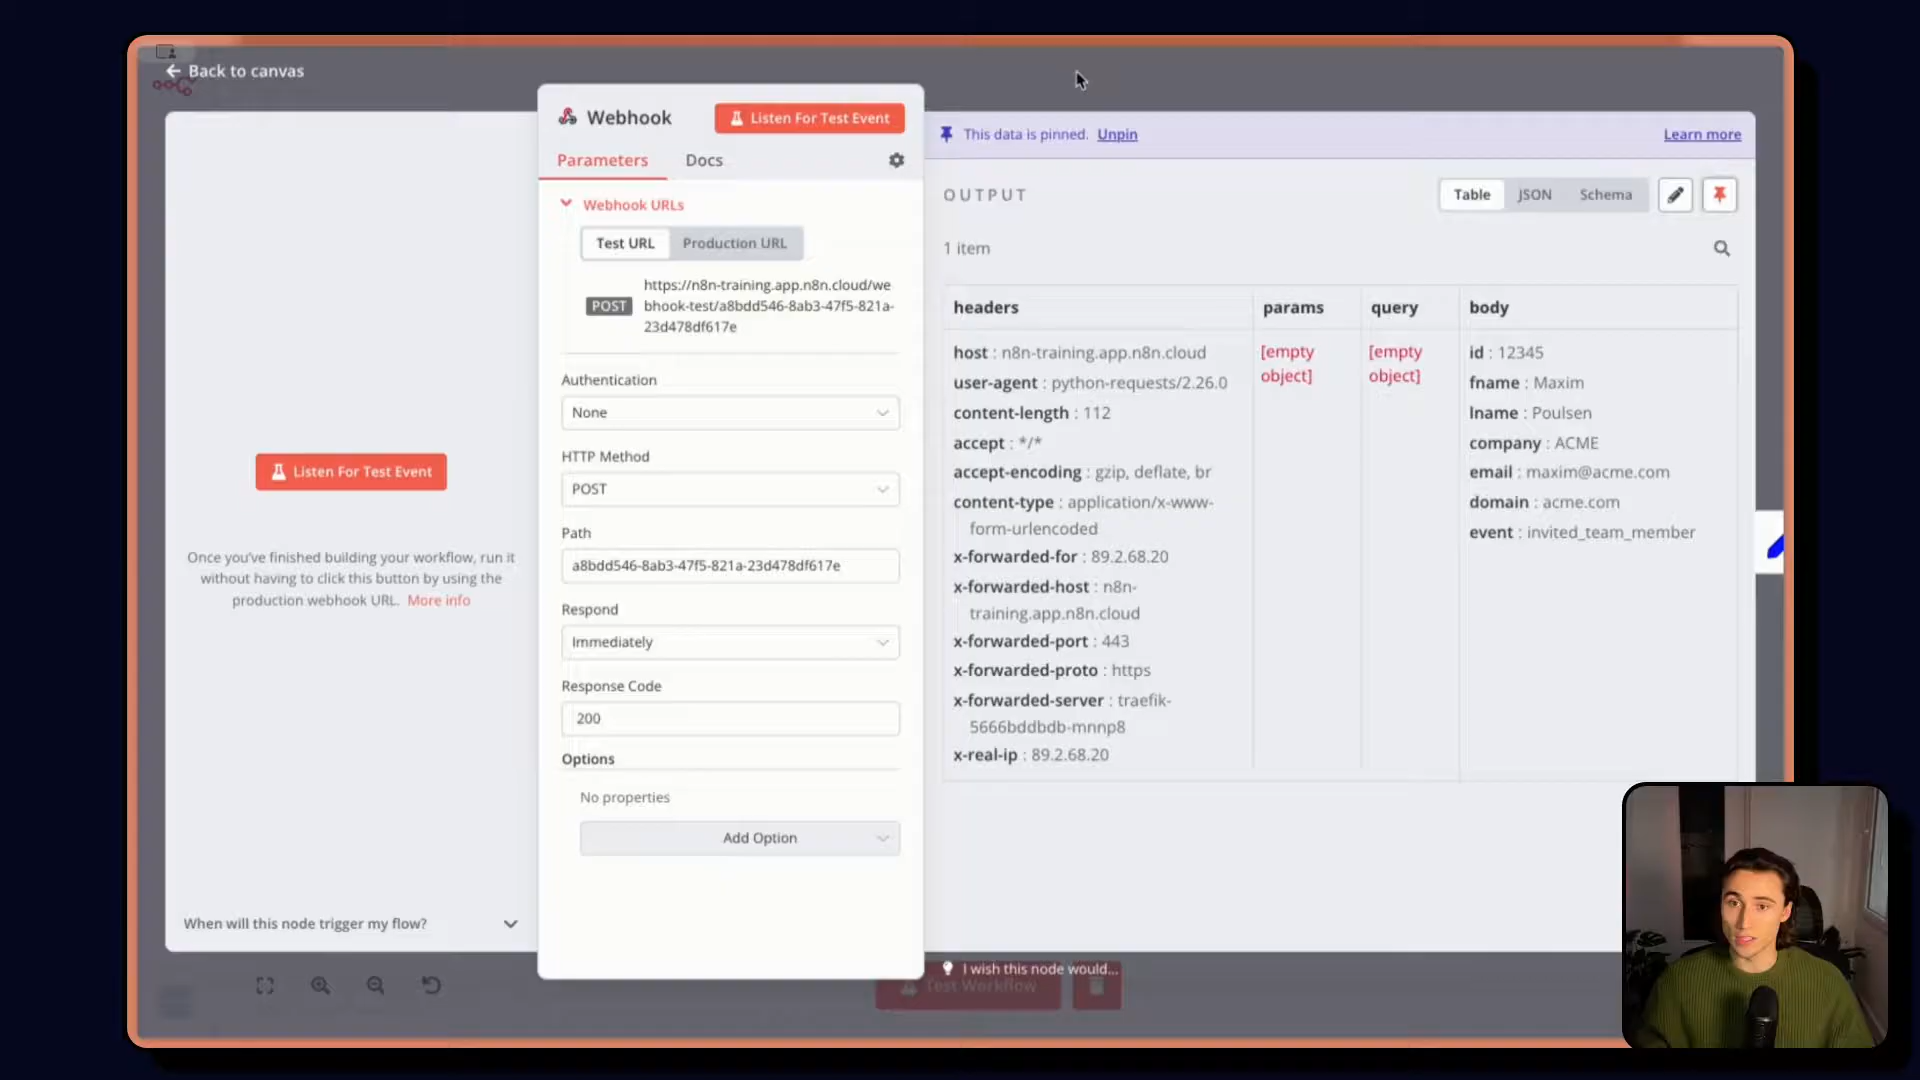 Back to canvas
Webhook
Listen For Test Event
Parameters
Docs
Webhook URLs
Test URL
Production URL
POST
https://n8n-training.app.n8n.cloud/we
bhook-test/a8bdd546-8ab3-47f5-821a-
23d478df617e
Authentication
None
HTTP Method
POST
Path
a8bdd546-8ab3-47f5-821a-23d478df617e
Respond
Immediately
Response Code
200
Options
No properties
Add Option
Listen For Test Event
Once you've finished building your workflow, run it
without having to click this button by using the
production webhook URL. More info
When will this node trigger my flow?
This data is pinned. Unpin
Learn more
OUTPUT
Table
JSON
Schema
1 item
headers
params
query
body
host : n8n-training.app.n8n.cloud
user-agent : python-requests/2.26.0
content-length : 112
accept : */*
accept-encoding : gzip, deflate, br
content-type : application/x-www-
form-urlencoded
x-forwarded-for : 89.2.68.20
x-forwarded-host : n8n-
training.app.n8n.cloud
x-forwarded-port : 443
x-forwarded-proto : https
x-forwarded-server : traefik-
5666bddbdb-mnnp8
x-real-ip : 89.2.68.20
[empty
object]
[empty
object]
id : 12345
fname : Maxim
lname : Poulsen
company : ACME
email : maxim@acme.com
domain : acme.com
event : invited_team_member
I wish this node would...
Test Workflow